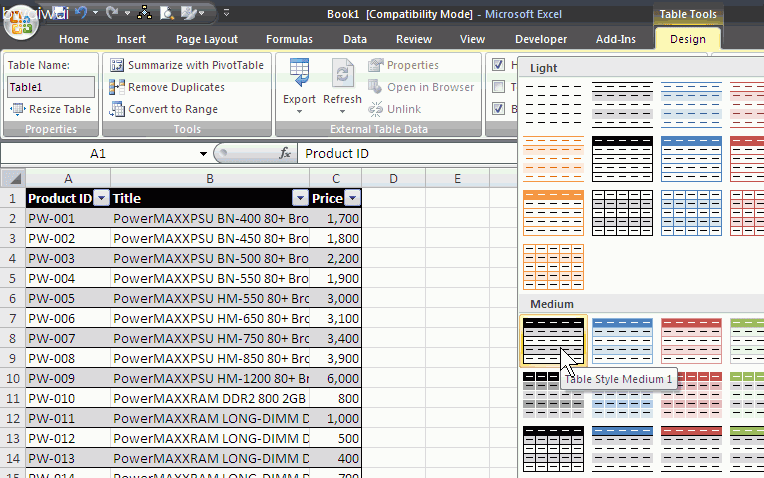 Book1 [Compatibility Mode] - Microsoft Excel
Table Tools
Home Insert Page Layout Formulas Data Review View Developer Add-Ins Design
Table Name:
Table1
Resize Table
Properties
Summarize with PivotTable
Remove Duplicates
Convert to Range
Tools
Export
Refresh
Properties
Open in Browser
Unlink
External Table Data
H
T
B
A1
fx
Product ID
A B C D E
1 Product ID Title Price
2 PW-001 PowerMAXXPSU BN-400 80+ Bro 1,700
3 PW-002 PowerMAXXPSU BN-450 80+ Bro 1,800
4 PW-003 PowerMAXXPSU BN-500 80+ Bro 2,200
5 PW-004 PowerMAXXPSU BN-550 80+ Bro 1,900
6 PW-005 PowerMAXXPSU HM-550 80+ Bro 3,000
7 PW-006 PowerMAXXPSU HM-650 80+ Bro 3,100
8 PW-007 PowerMAXXPSU HM-750 80+ Bro 3,400
9 PW-008 PowerMAXXPSU HM-850 80+ Bro 3,900
10 PW-009 PowerMAXXPSU HM-1200 80+ Br 6,000
11 PW-010 PowerMAXXRAM DDR2 800 2GB 800
12 PW-011 PowerMAXXRAM LONG-DIMM D 1,000
13 PW-012 PowerMAXXRAM LONG-DIMM D 500
14 PW-013 PowerMAXXRAM LONG-DIMM D 400
15 PW-014 PowerMAXXRAM LONG-DIMM D 700
Light
Medium
Table Style Medium 1